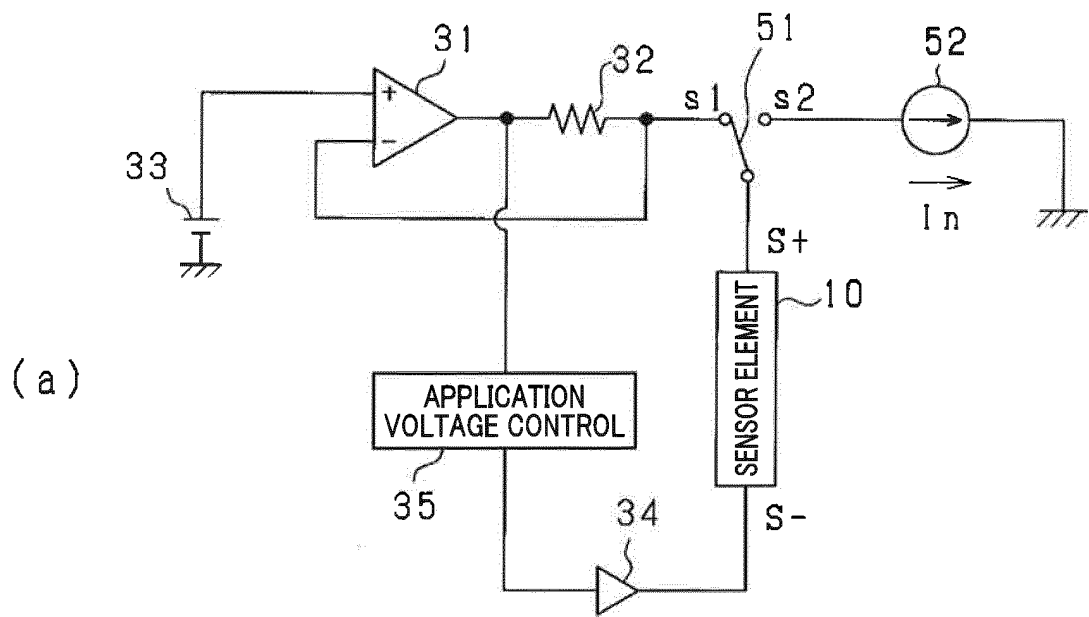 31
32
51
52
+
-
s1
s2
33
In
S+
SENSOR ELEMENT
10
(a)
APPLICATION
VOLTAGE CONTROL
35
34
S-